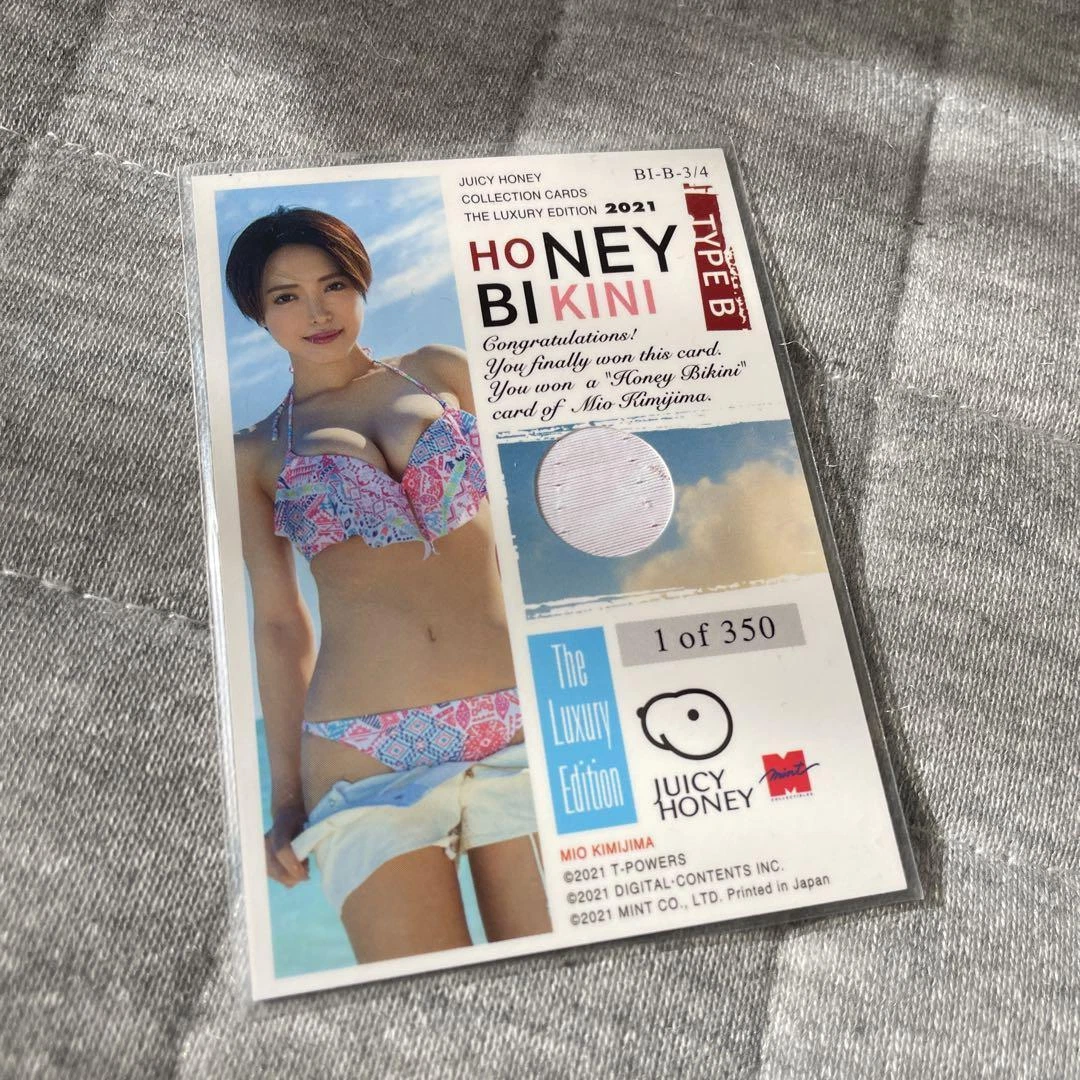 JUICY HONEY
COLLECTION CARDS
THE LUXURY EDITION 2021
BI-B-3/4
TYPE B
HONEY
BIKINI
Congratulations!
You finally won this card.
You won a "Honey Bikini"
card of Mio Kimijima.
1 of 350
The
Luxury
Edition
JUICY
HONEY
mint
COLLECTIBLES
MIO KIMIJIMA
©2021 T-POWERS
©2021 DIGITAL-CONTENTS INC.
©2021 MINT CO., LTD. Printed in Japan